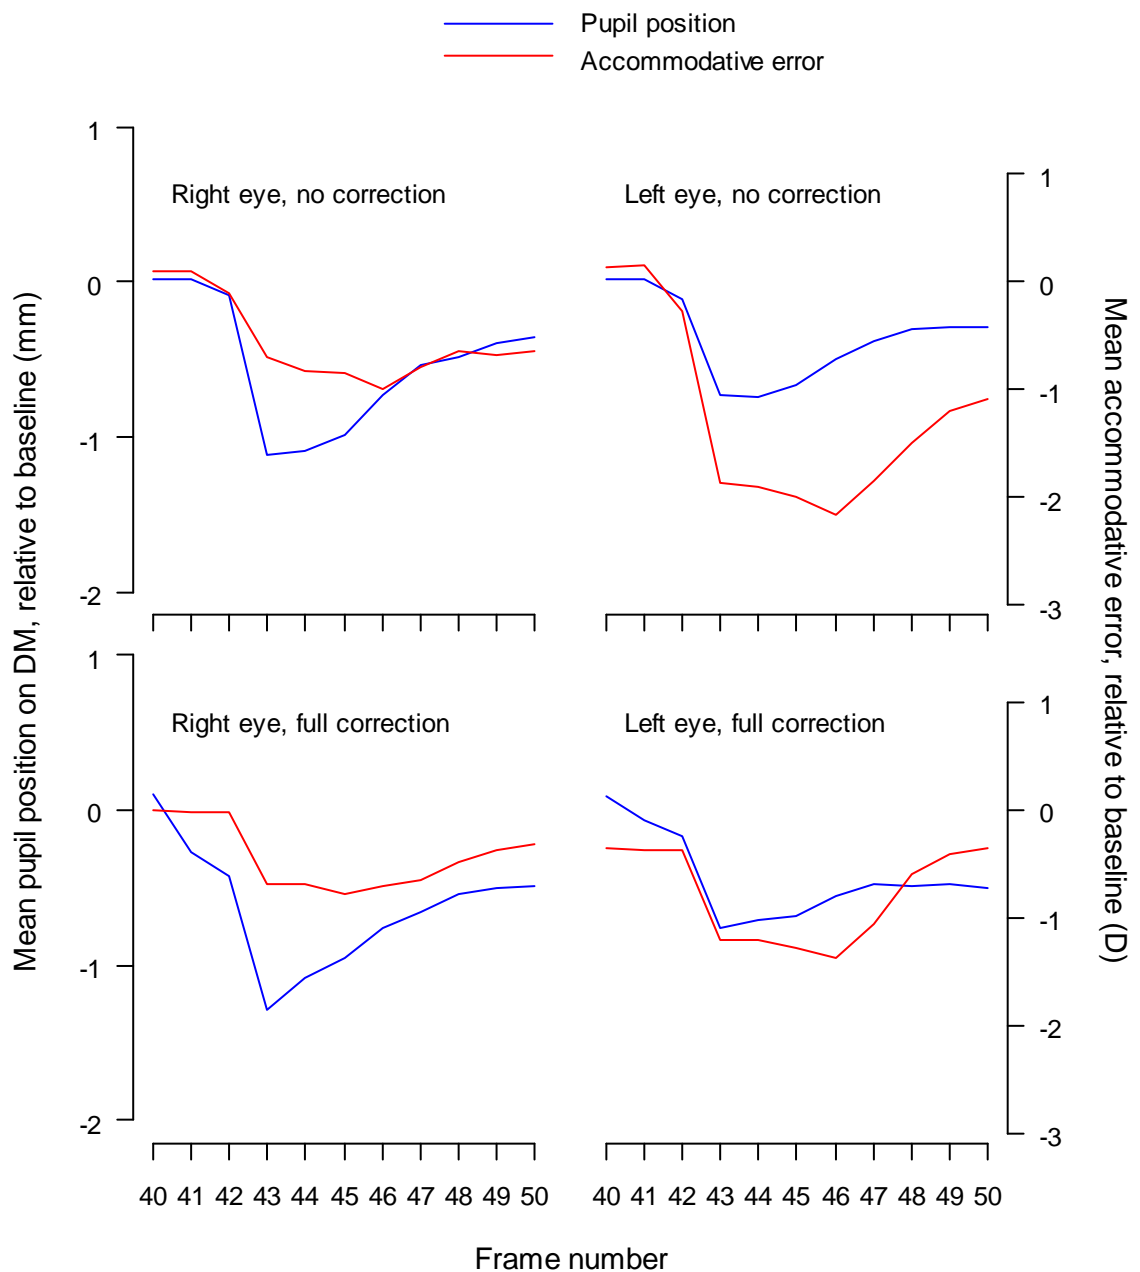 Pupil position
Accommodative error
Mean pupil position on DM, relative to baseline (mm)
1
0
-1
-2
Right eye, no correction
Left eye, no correction
1
0
-1
-2
-3
1
0
-1
-2
Right eye, full correction
Left eye, full correction
1
0
-1
-2
-3
Mean accommodative error, relative to baseline (D)
40 41 42 43 44 45 46 47 48 49 50
40 41 42 43 44 45 46 47 48 49 50
Frame number